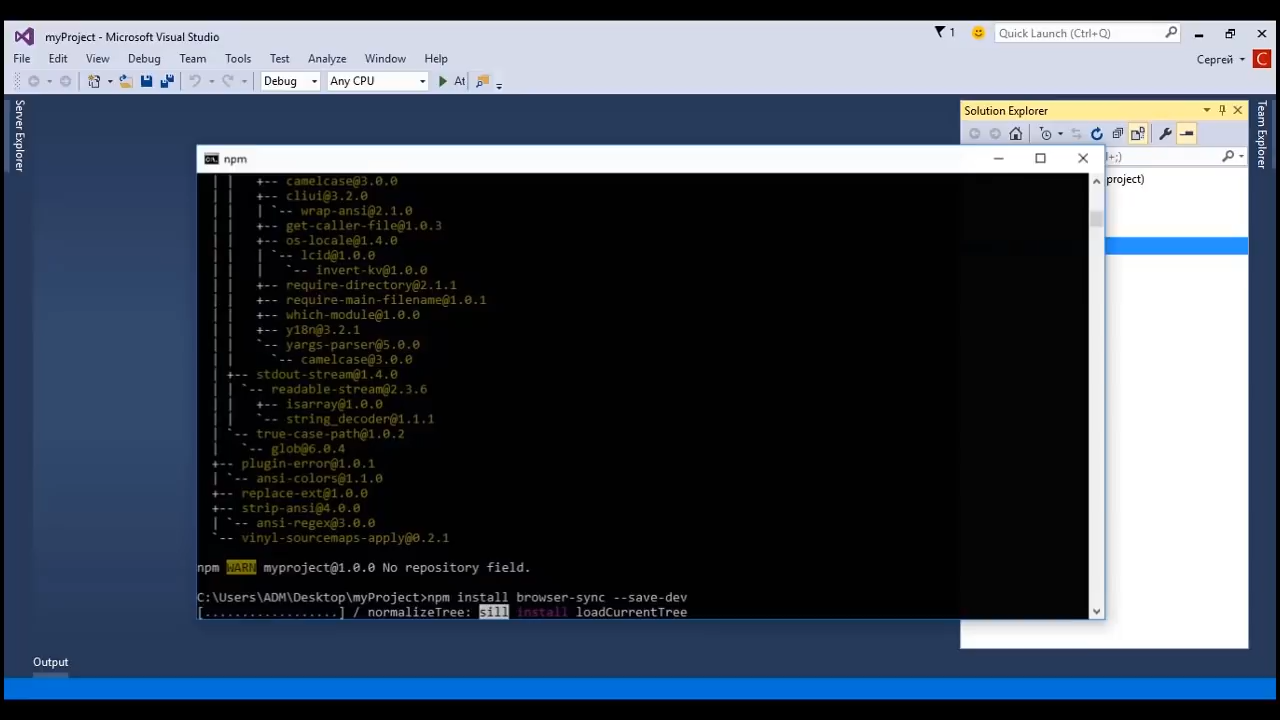 myProject - Microsoft Visual Studio
1
Quick Launch (Ctrl+Q)
File Edit View Debug Team Tools Test Analyze Window Help
Сергей
C
Debug
Any CPU
At
Server Explorer
Solution Explorer
Team Explorer
+;)
project)
npm
| | +-- camelcase@3.0.0
| | +-- cliui@3.2.0
| | | `-- wrap-ansi@2.1.0
| | +-- get-caller-file@1.0.3
| | +-- os-locale@1.4.0
| | | `-- lcid@1.0.0
| | |   `-- invert-kv@1.0.0
| | +-- require-directory@2.1.1
| | +-- require-main-filename@1.0.1
| | +-- which-module@1.0.0
| | +-- y18n@3.2.1
| | `-- yargs-parser@5.0.0
| |   `-- camelcase@3.0.0
| +-- stdout-stream@1.4.0
| | `-- readable-stream@2.3.6
| |   +-- isarray@1.0.0
| |   `-- string_decoder@1.1.1
| `-- true-case-path@1.0.2
|   `-- glob@6.0.4
+-- plugin-error@1.0.1
| `-- ansi-colors@1.1.0
+-- replace-ext@1.0.0
+-- strip-ansi@4.0.0
| `-- ansi-regex@3.0.0
`-- vinyl-sourcemaps-apply@0.2.1
npm WARN myproject@1.0.0 No repository field.
C:\Users\ADM\Desktop\myProject>npm install browser-sync --save-dev
[..................] / normalizeTree: sill install loadCurrentTree
Output